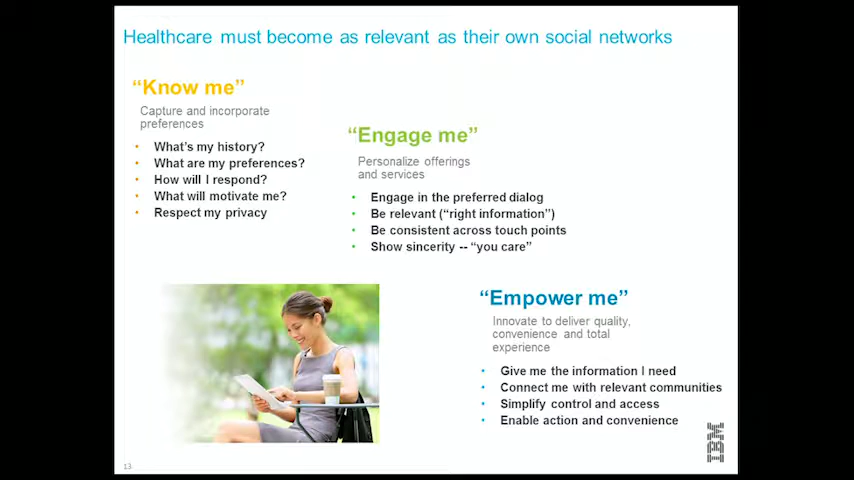 Healthcare must become as relevant as their own social networks
“Know me”
Capture and incorporate
preferences
• What's my history?
• What are my preferences?
• How will I respond?
• What will motivate me?
• Respect my privacy
“Engage me”
Personalize offerings
and services
• Engage in the preferred dialog
• Be relevant (“right information”)
• Be consistent across touch points
• Show sincerity -- “you care”
“Empower me”
Innovate to deliver quality,
convenience and total
experience
• Give me the information I need
• Connect me with relevant communities
• Simplify control and access
• Enable action and convenience
IBM
13